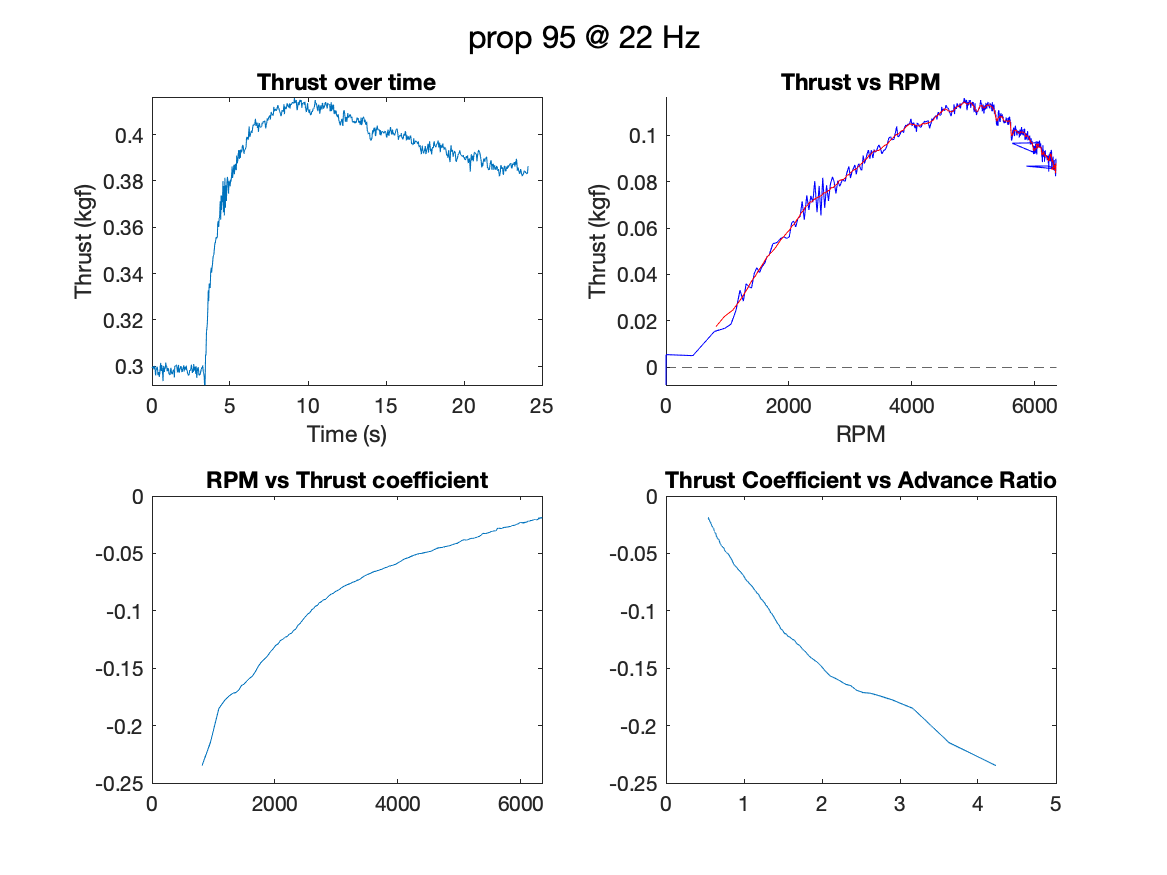 prop 95 @ 22 Hz
Thrust over time
Thrust (kgf)
0.4
0.38
0.36
0.34
0.32
0.3
0 5 10 15 20 25
Time (s)
Thrust vs RPM
Thrust (kgf)
0.1
0.08
0.06
0.04
0.02
0
0 2000 4000 6000
RPM
RPM vs Thrust coefficient
0
-0.05
-0.1
-0.15
-0.2
-0.25
0 2000 4000 6000
Thrust Coefficient vs Advance Ratio
0
-0.05
-0.1
-0.15
-0.2
-0.25
0 1 2 3 4 5